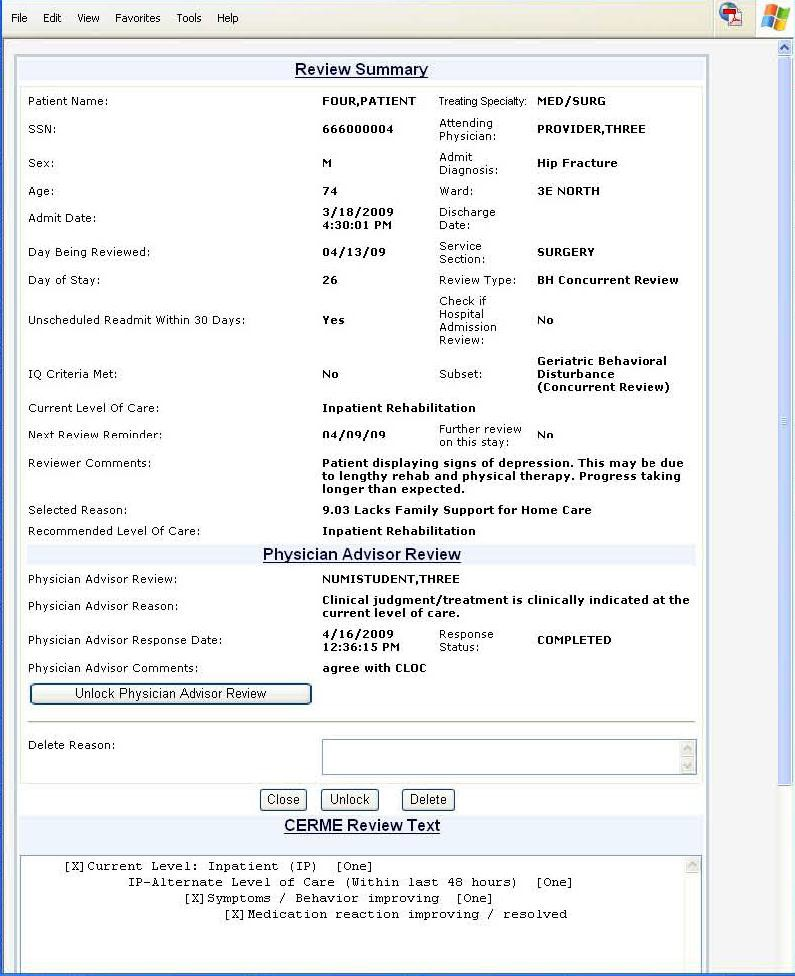 File Edit View Favorites Tools Help
Review Summary
Patient Name: FOUR,PATIENT Treating Specialty: MED/SURG
SSN: 666000004 Attending Physician: PROVIDER,THREE
Sex: M Admit Diagnosis: Hip Fracture
Age: 74 Ward: 3E NORTH
Admit Date: 3/18/2009 4:30:01 PM Discharge Date:
Day Being Reviewed: 04/13/09 Service Section: SURGERY
Day of Stay: 26 Review Type: BH Concurrent Review
Unscheduled Readmit Within 30 Days: Yes Check if Hospital Admission Review: No
IQ Criteria Met: No Subset: Geriatric Behavioral Disturbance (Concurrent Review)
Current Level Of Care: Inpatient Rehabilitation
Next Review Reminder: 04/09/09 Further review on this stay: No
Reviewer Comments: Patient displaying signs of depression. This may be due
to lengthy rehab and physical therapy. Progress taking
longer than expected.
Selected Reason: 9.03 Lacks Family Support for Home Care
Recommended Level Of Care: Inpatient Rehabilitation
Physician Advisor Review
Physician Advisor Review: NUMISTUDENT,THREE
Physician Advisor Reason: Clinical judgment/treatment is clinically indicated at the
current level of care.
Physician Advisor Response Date: 4/16/2009 12:36:15 PM Response Status: COMPLETED
Physician Advisor Comments: agree with CLOC
Unlock Physician Advisor Review
Delete Reason:
Close Unlock Delete
CERME Review Text
[X]Current Level: Inpatient (IP) [One]
IP-Alternate Level of Care (Within last 48 hours) [One]
[X]Symptoms / Behavior improving [One]
[X]Medication reaction improving / resolved